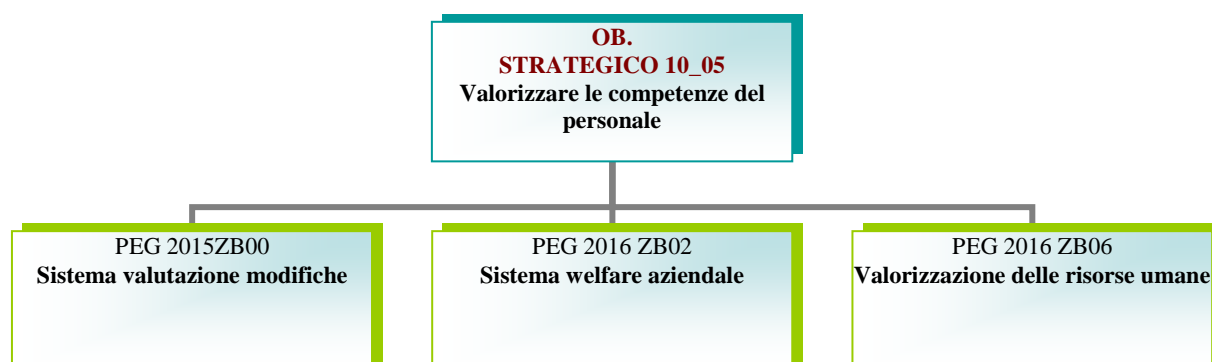 OB.
STRATEGICO 10_05
Valorizzare le competenze del
personale
PEG 2015ZB00
Sistema valutazione modifiche
PEG 2016 ZB02
Sistema welfare aziendale
PEG 2016 ZB06
Valorizzazione delle risorse umane